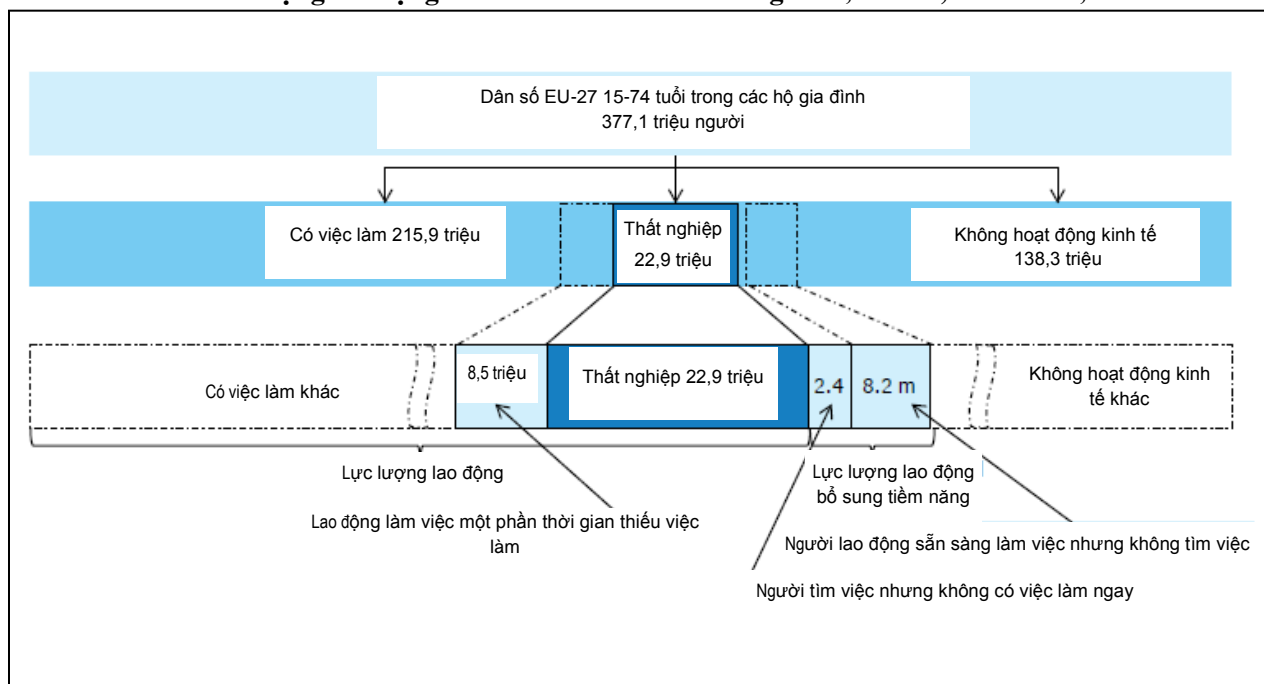 Dân số EU-27 15-74 tuổi trong các hộ gia đình
377,1 triệu người
Có việc làm 215,9 triệu
Thất nghiệp
22,9 triệu
Không hoạt động kinh tế
138,3 triệu
Có việc làm khác
8,5 triệu
Thất nghiệp 22,9 triệu
2.4
8.2 m
Không hoạt động kinh
tế khác
Lực lượng lao động
Lực lượng lao động
bổ sung tiềm năng
Lao động làm việc một phần thời gian thiếu việc
làm
Người lao động sẵn sàng làm việc nhưng không tìm việc
Người tìm việc nhưng không có việc làm ngay